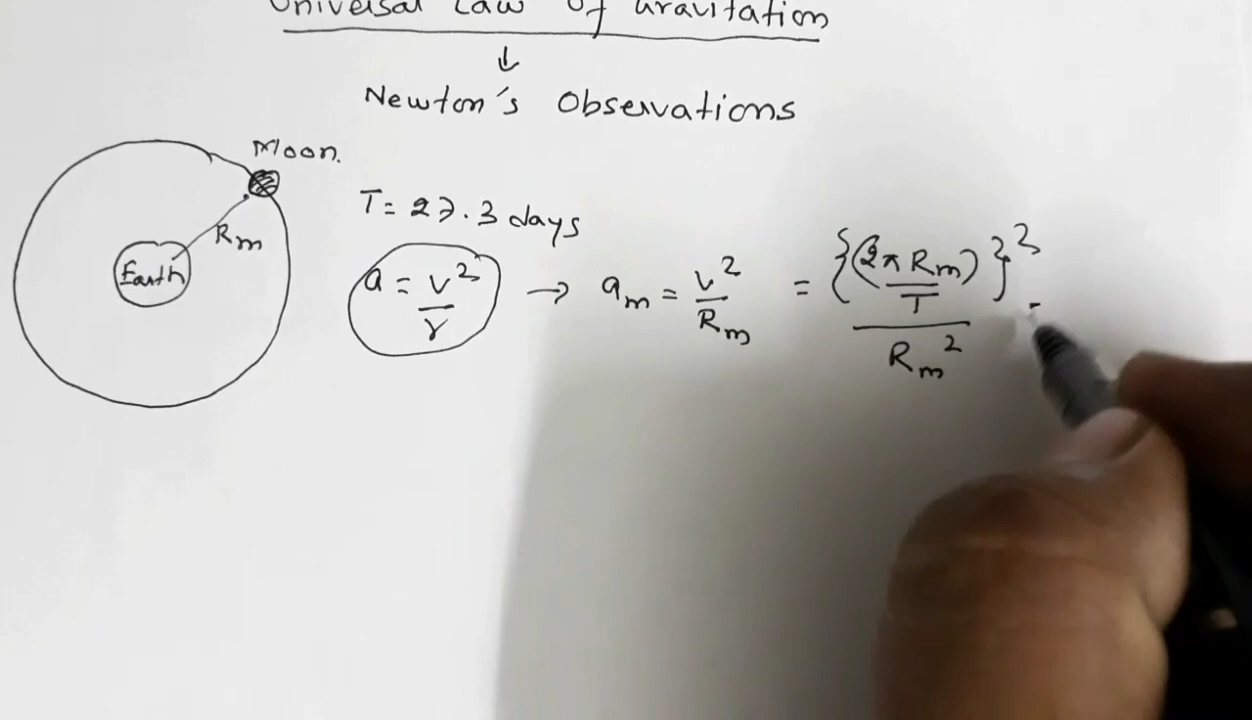 Universal Law of Gravitation
↓
Newton's Observations
Moon.
Rm
Earth
T = 27.3 days
a = v²/r → am = v²/Rm = {(2πRm)/T}²/Rm²